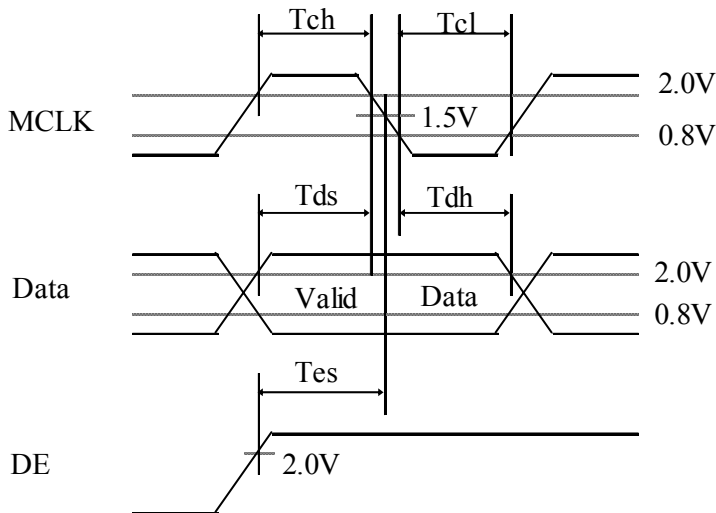 Tch Tcl
2.0V
MCLK
1.5V
0.8V
Tds Tdh
Data
2.0V
Valid Data
0.8V
Tes
DE
2.0V